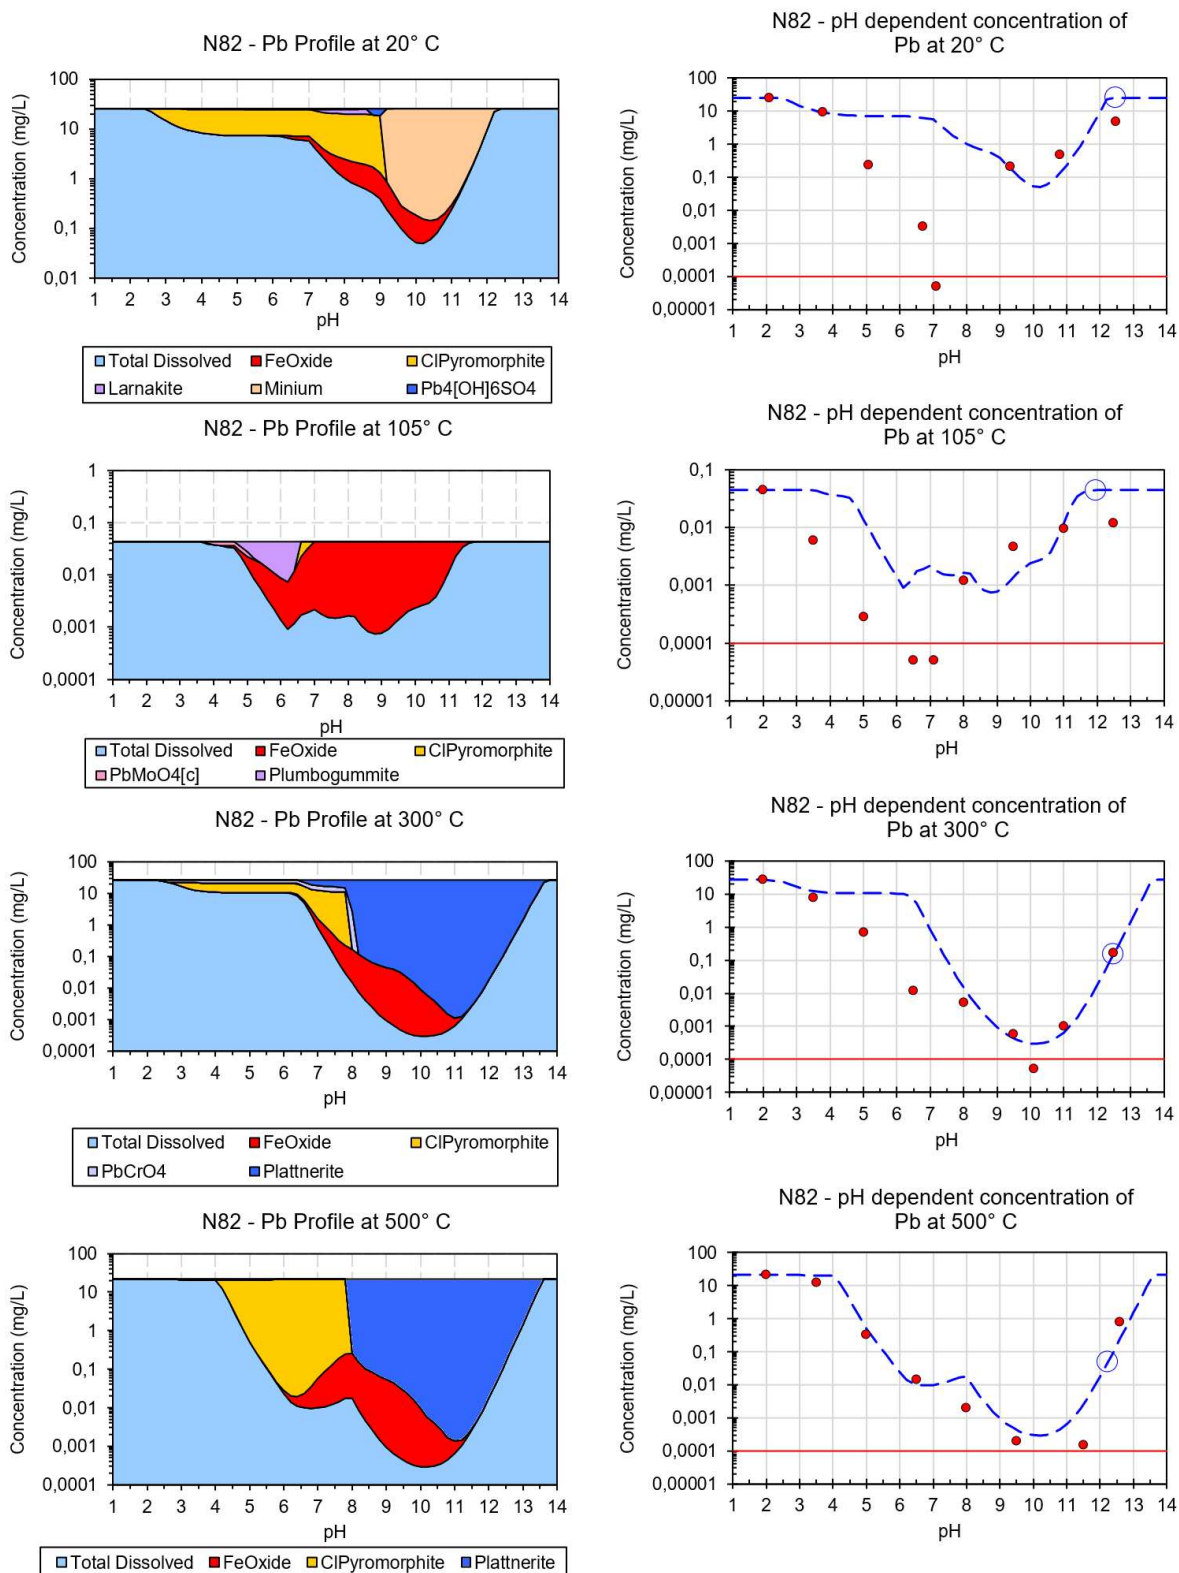 N82 - Pb Profile at 20° C
Concentration (mg/L)
100
10
1
0,1
0,01
1 2 3 4 5 6 7 8 9 10 11 12 13 14
pH
Total Dissolved FeOxide ClPyromorphite
Larnakite Minium Pb4[OH]6SO4
N82 - pH dependent concentration of
Pb at 20° C
Concentration (mg/L)
100
10
1
0,1
0,01
0,001
0,0001
0,00001
1 2 3 4 5 6 7 8 9 10 11 12 13 14
pH
N82 - Pb Profile at 105° C
Concentration (mg/L)
1
0,1
0,01
0,001
0,0001
1 2 3 4 5 6 7 8 9 10 11 12 13 14
pH
Total Dissolved FeOxide ClPyromorphite
PbMoO4[c] Plumbogummite
N82 - pH dependent concentration of
Pb at 105° C
Concentration (mg/L)
0,1
0,01
0,001
0,0001
0,00001
1 2 3 4 5 6 7 8 9 10 11 12 13 14
pH
N82 - Pb Profile at 300° C
Concentration (mg/L)
100
10
1
0,1
0,01
0,001
0,0001
1 2 3 4 5 6 7 8 9 10 11 12 13 14
pH
Total Dissolved FeOxide ClPyromorphite
PbCrO4 Plattnerite
N82 - pH dependent concentration of
Pb at 300° C
Concentration (mg/L)
100
10
1
0,1
0,01
0,001
0,0001
0,00001
1 2 3 4 5 6 7 8 9 10 11 12 13 14
pH
N82 - Pb Profile at 500° C
Concentration (mg/L)
100
10
1
0,1
0,01
0,001
0,0001
1 2 3 4 5 6 7 8 9 10 11 12 13 14
pH
Total Dissolved FeOxide ClPyromorphite Plattnerite
N82 - pH dependent concentration of
Pb at 500° C
Concentration (mg/L)
100
10
1
0,1
0,01
0,001
0,0001
0,00001
1 2 3 4 5 6 7 8 9 10 11 12 13 14
pH